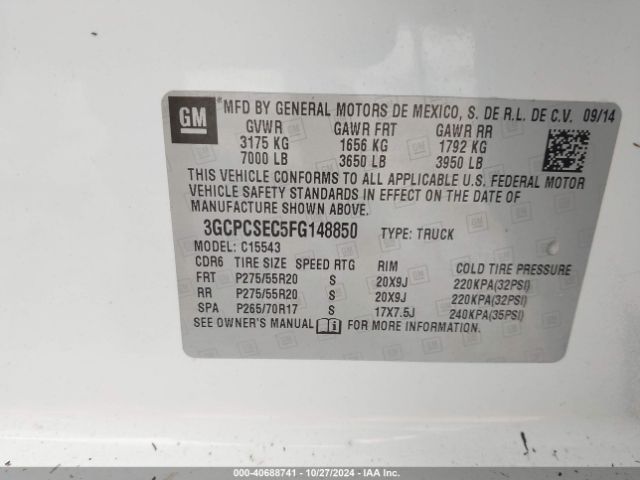 GM
MFD BY GENERAL MOTORS DE MEXICO, S. DE R.L. DE C.V. 09/14
GVWR GAWR FRT GAWR RR
3175 KG 1656 KG 1792 KG
7000 LB 3650 LB 3950 LB
THIS VEHICLE CONFORMS TO ALL APPLICABLE U.S. FEDERAL MOTOR
VEHICLE SAFETY STANDARDS IN EFFECT ON THE DATE OF
MANUFACTURE SHOWN ABOVE.
3GCPCSEC5FG148850 TYPE: TRUCK
MODEL: C15543
CDR6 TIRE SIZE SPEED RTG RIM COLD TIRE PRESSURE
FRT P275/55R20 S 20X9J 220KPA(32PSI)
RR P275/55R20 S 20X9J 220KPA(32PSI)
SPA P265/70R17 S 17X7.5J 240KPA(35PSI)
SEE OWNER'S MANUAL FOR MORE INFORMATION.
000-40688741 | 10/27/2024 - IAA Inc.